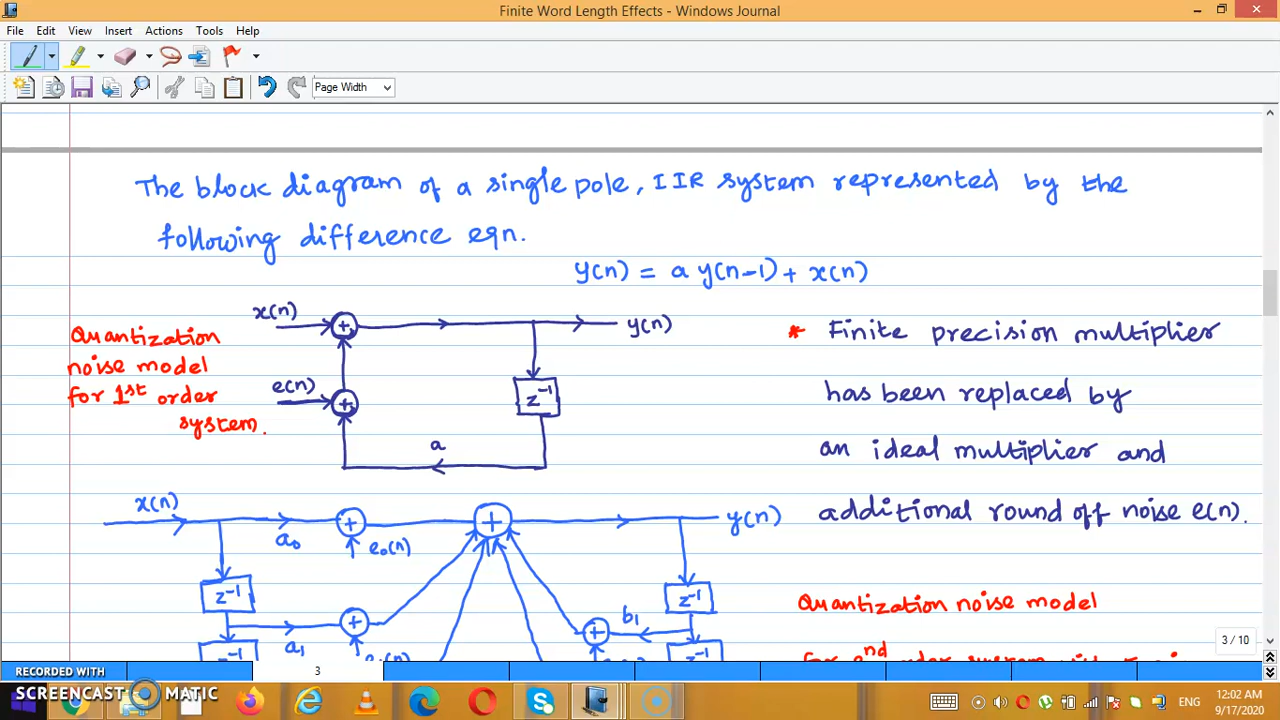 Finite Word Length Effects - Windows Journal
File Edit View Insert Actions Tools Help
Page Width
The block diagram of a single pole, IIR system represented by the
following difference eqn.
y(n) = a y(n-1) + x(n)
Quantization
noise model
for 1st order
system.
x(n)
y(n)
e(n)
z⁻¹
a
* Finite precision multiplier
has been replaced by
an ideal multiplier and
additional round off noise e(n).
x(n)
a₀
e₀(n)
y(n)
z⁻¹
z⁻¹
a₁
b₁
Quantization noise model
3 / 10
3
RECORDED WITH
SCREENCAST MATIC
ENG
12:02 AM
9/17/2020